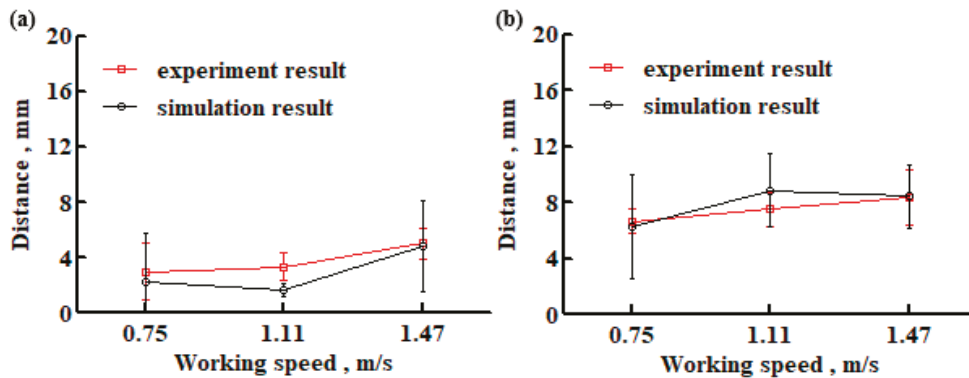 (a)
20
16
12
8
4
0
Distance , mm
experiment result
simulation result
0.75 1.11 1.47
Working speed , m/s
(b)
20
16
12
8
4
0
Distance , mm
experiment result
simulation result
0.75 1.11 1.47
Working speed , m/s